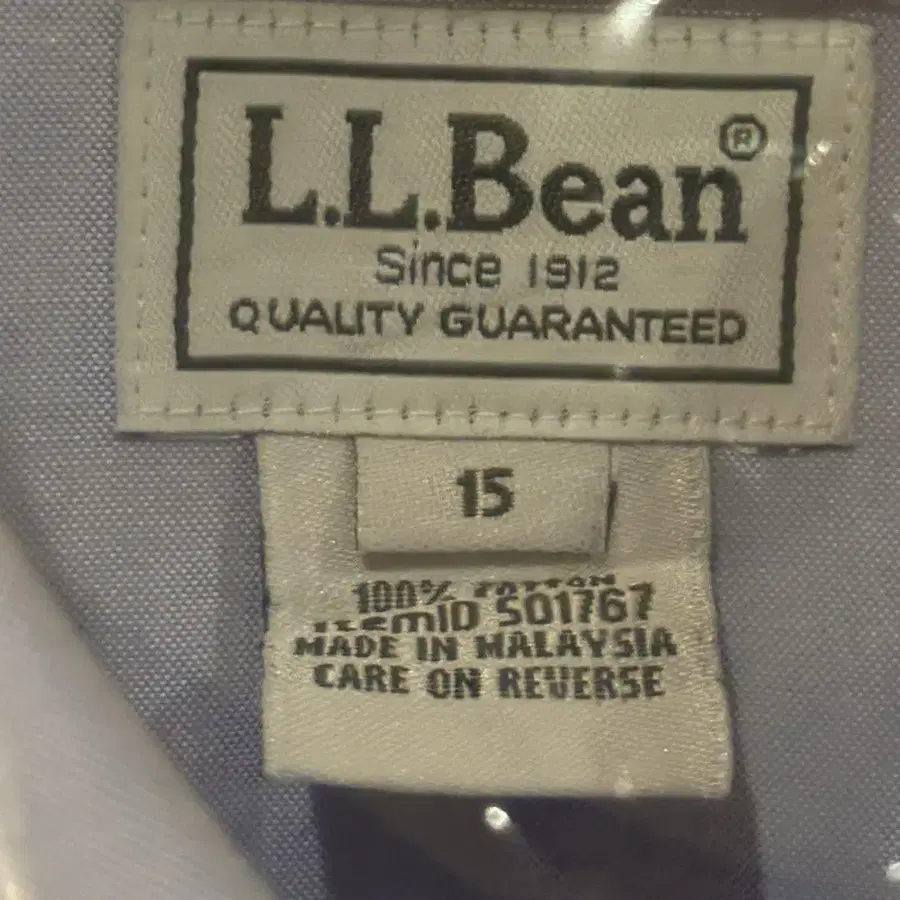 L.L.Bean®
Since 1912
QUALITY GUARANTEED
15
100% COTTON
ItemID 501767
MADE IN MALAYSIA
CARE ON REVERSE